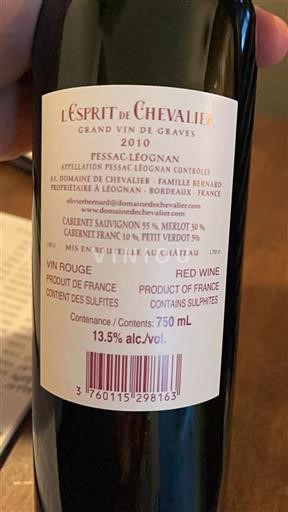 L'ESPRIT DE CHEVALIER
GRAND VIN DE GRAVES
2010
PESSAC-LÉOGNAN
APPELLATION PESSAC-LÉOGNAN CONTRÔLÉE
S.C. DOMAINE DE CHEVALIER - FAMILLE BERNARD
PROPRIÉTAIRE À LÉOGNAN - BORDEAUX - FRANCE
olivierbernard@domainedechevalier.com
www.domainedechevalier.com
CABERNET SAUVIGNON 55 %, MERLOT 30 %
CABERNET FRANC 10 %, PETIT VERDOT 5%
MIS EN BOUTEILLE AU CHÂTEAU
VINIOU
VIN ROUGE RED WINE
PRODUIT DE FRANCE PRODUCT OF FRANCE
CONTIENT DES SULFITES CONTAINS SULPHITES
Contenance / Contents: 750 mL
13.5% alc./vol.
3 760115 298163